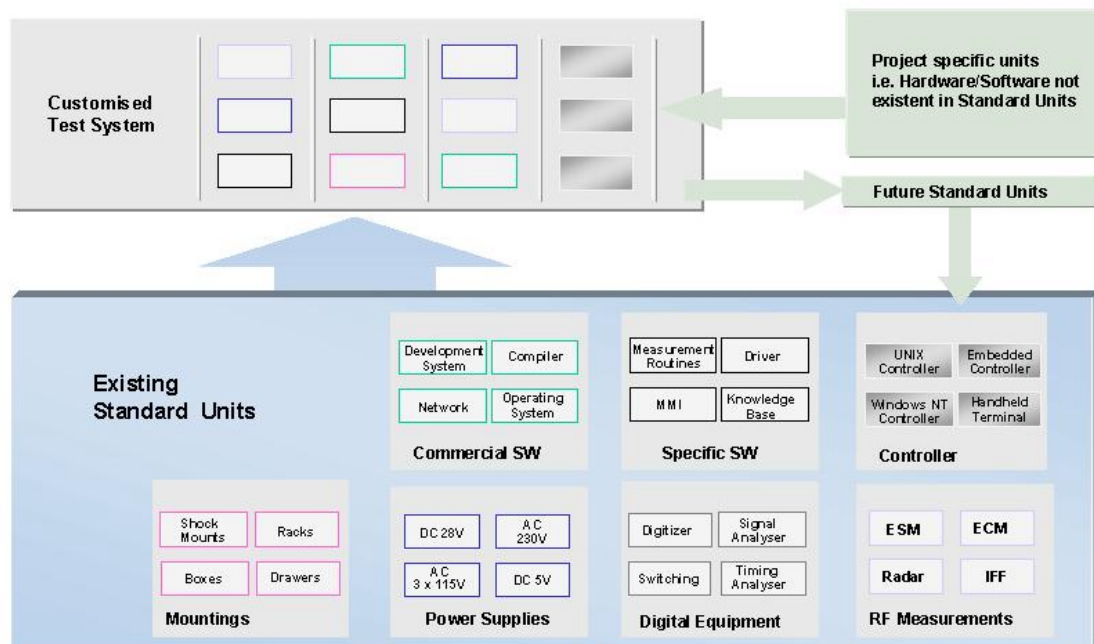 Customised
Test System
Project specific units
i.e. Hardware/Software not
existent in Standard Units
Future Standard Units
Existing
Standard Units
Development
System
Compiler
Network
Operating
System
Commercial SW
Measurement
Routines
Driver
MMI
Knowledge
Base
Specific SW
UNIX
Controller
Embedded
Controller
Windows NT
Controller
Handheld
Terminal
Controller
Shock
Mounts
Racks
Boxes
Drawers
Mountings
DC 28V
AC
230V
AC
3 x 115V
DC 5V
Power Supplies
Digitizer
Signal
Analyser
Switching
Timing
Analyser
Digital Equipment
ESM
ECM
Radar
IFF
RF Measurements